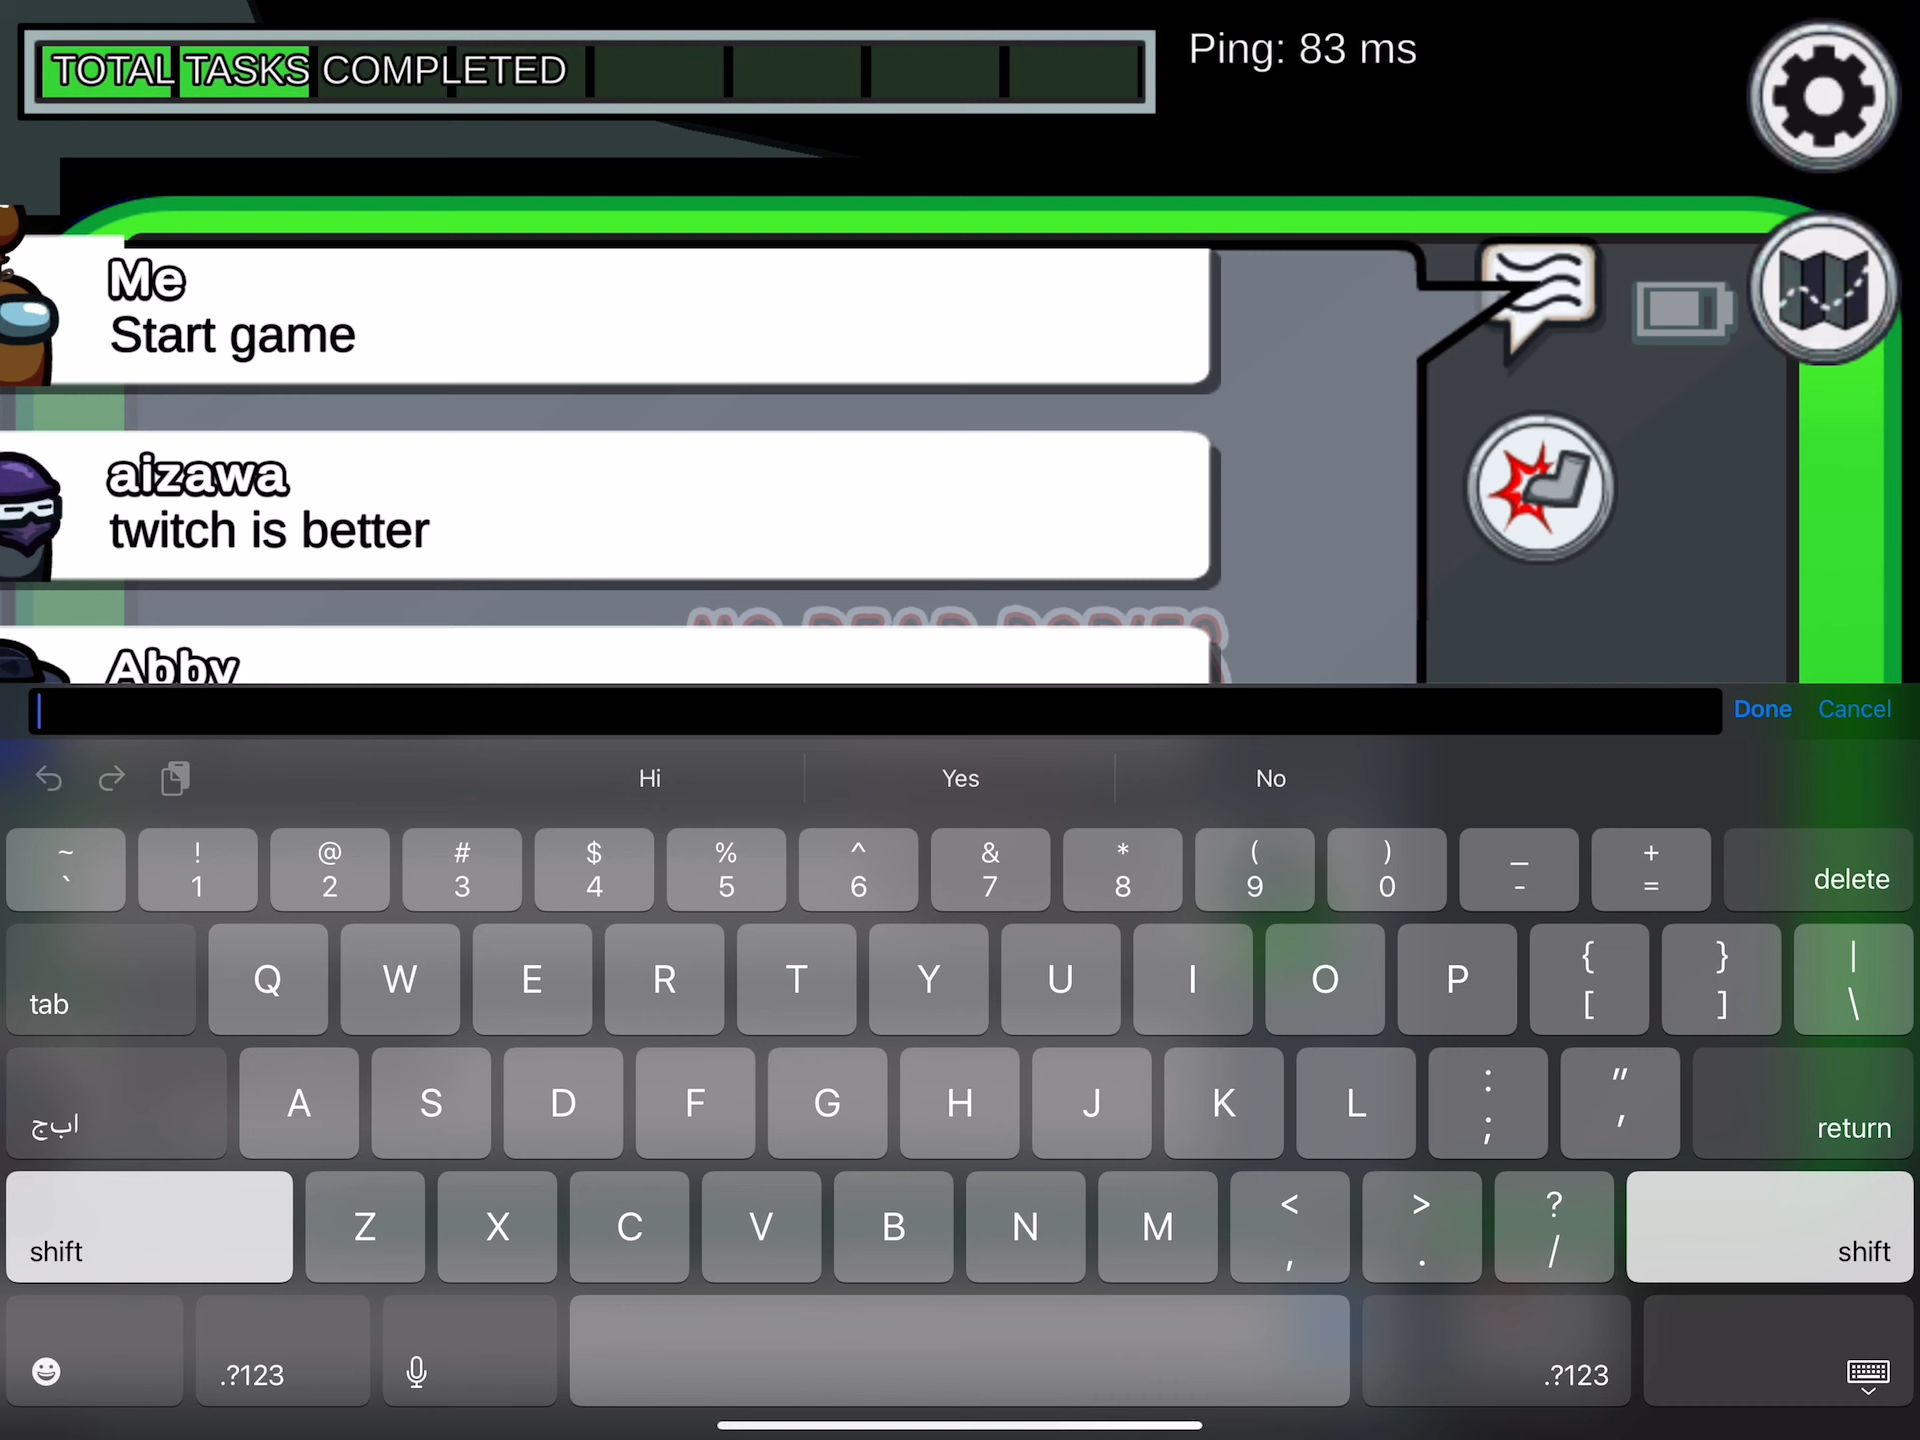 TOTAL TASKS COMPLETED
Ping: 83 ms
Me
Start game
aizawa
twitch is better
Abby
Done Cancel
Hi Yes No
~ ! @ # $ % ^ & * ( ) _ +
` 1 2 3 4 5 6 7 8 9 0 - = delete
tab Q W E R T Y U I O P { [ } ] | \
ابج A S D F G H J K L : ; " ' return
shift Z X C V B N M < , > . ? / shift
.?123 .?123